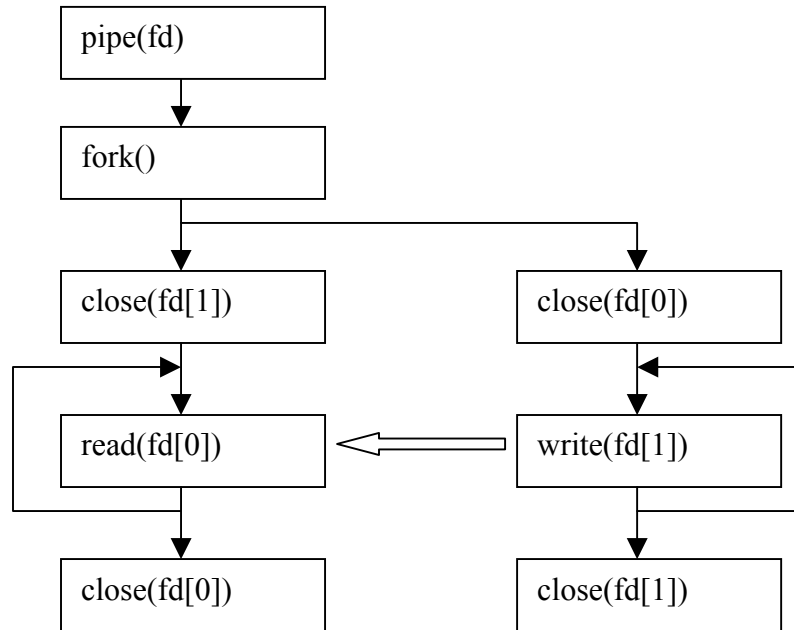 pipe(fd)
fork()
close(fd[1])
close(fd[0])
read(fd[0])
write(fd[1])
close(fd[0])
close(fd[1])